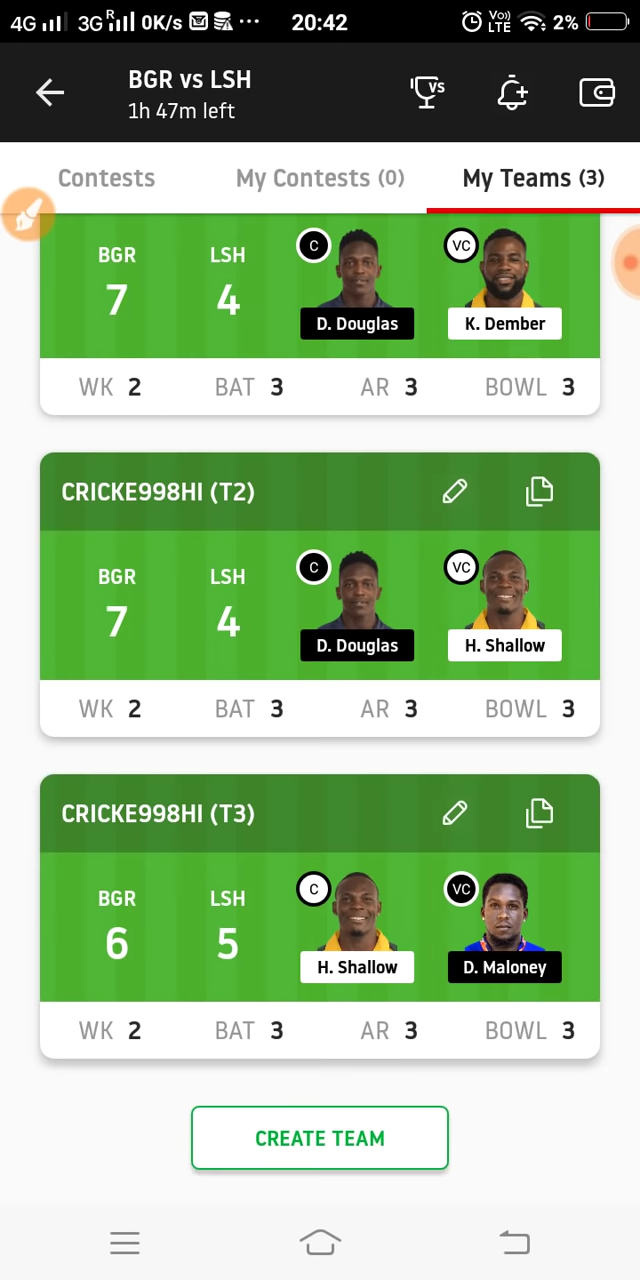 4G 3G R 0K/s 20:42 Vo) LTE 2%
BGR vs LSH
1h 47m left
VS
Contests My Contests (0) My Teams (3)
BGR LSH C VC
7 4
D. Douglas K. Dember
WK 2 BAT 3 AR 3 BOWL 3
CRICKE998HI (T2)
BGR LSH C VC
7 4
D. Douglas H. Shallow
WK 2 BAT 3 AR 3 BOWL 3
CRICKE998HI (T3)
BGR LSH C VC
6 5
H. Shallow D. Maloney
WK 2 BAT 3 AR 3 BOWL 3
CREATE TEAM